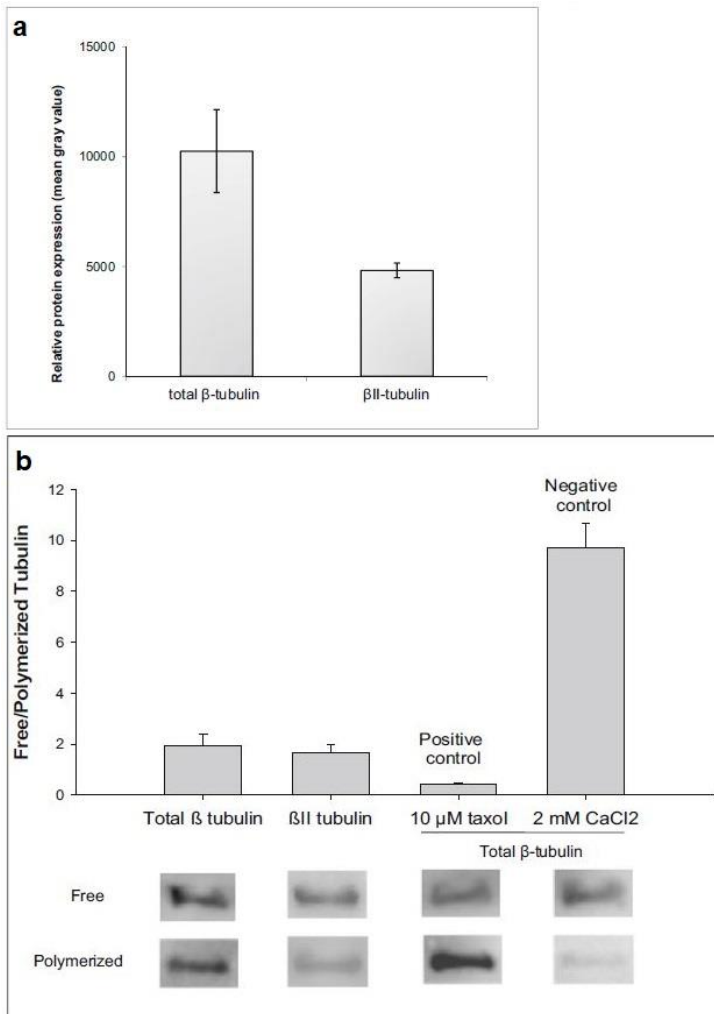 a
15000
10000
5000
0
Relative protein expression (mean gray value)
total β-tubulin βII-tubulin
b
12
10
8
6
4
2
0
Free/Polymerized Tubulin
Negative
control
Positive
control
Total ß tubulin ßII tubulin 10 µM taxol 2 mM CaCl2
Total β-tubulin
Free
Polymerized